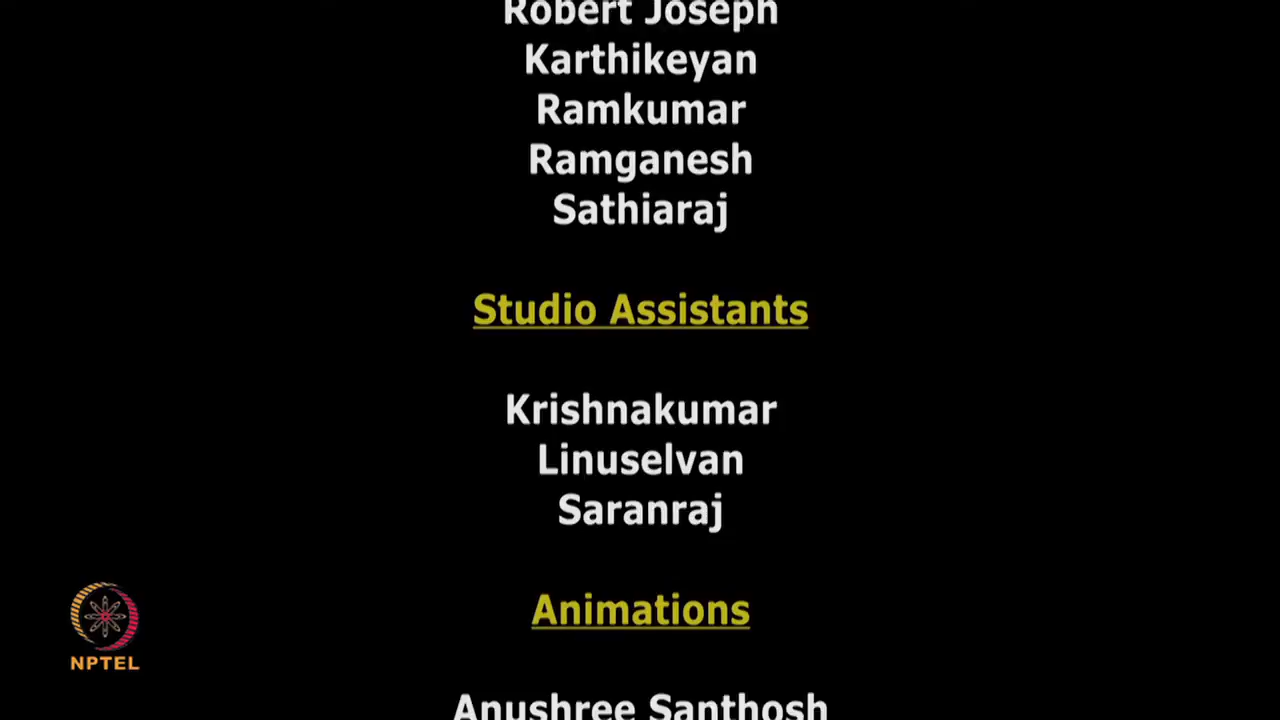 Robert Joseph
Karthikeyan
Ramkumar
Ramganesh
Sathiaraj
Studio Assistants
Krishnakumar
Linuselvan
Saranraj
Animations
NPTEL
Anushree Santhosh